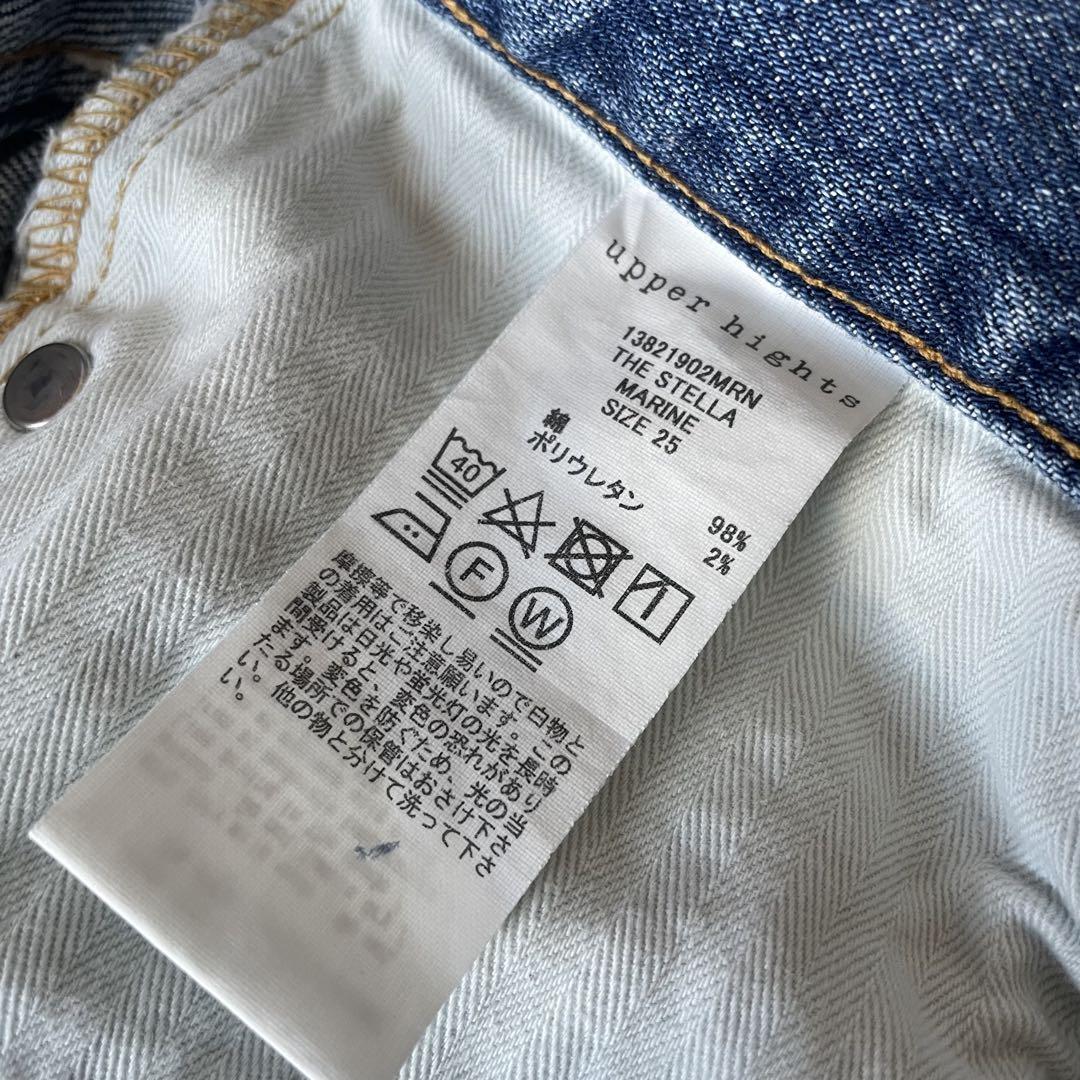 upper hights
13821902MRN
THE STELLA
MARINE
SIZE 25
綿 98%
ポリウレタン 2%
40
F
W
摩擦等で移染し易いので白物と
の着用はご注意願います。この
製品は日光や蛍光灯の光を長時
間受けると、変色の恐れがあり
ます。変色を防ぐため、光の当
たる場所での保管はおさけ下さ
い。他の物と分けて洗って下さ
い。